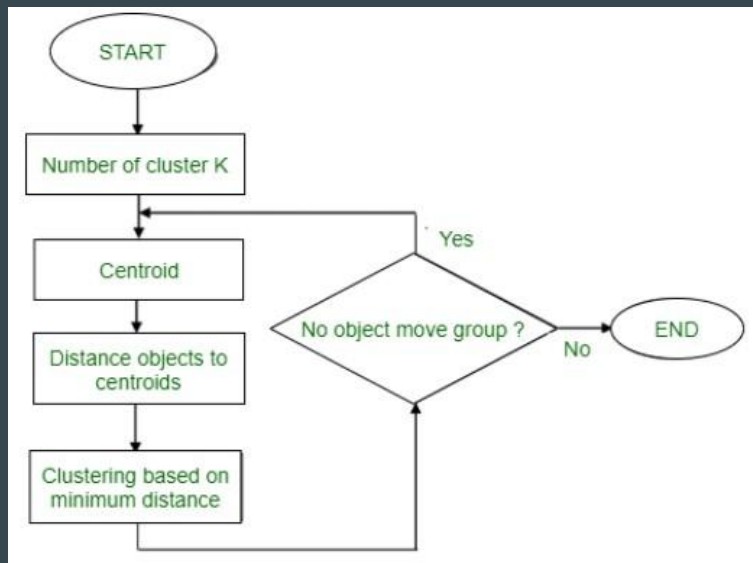 START
Number of cluster K
Centroid
Distance objects to
centroids
Clustering based on
minimum distance
No object move group ?
Yes
No
END